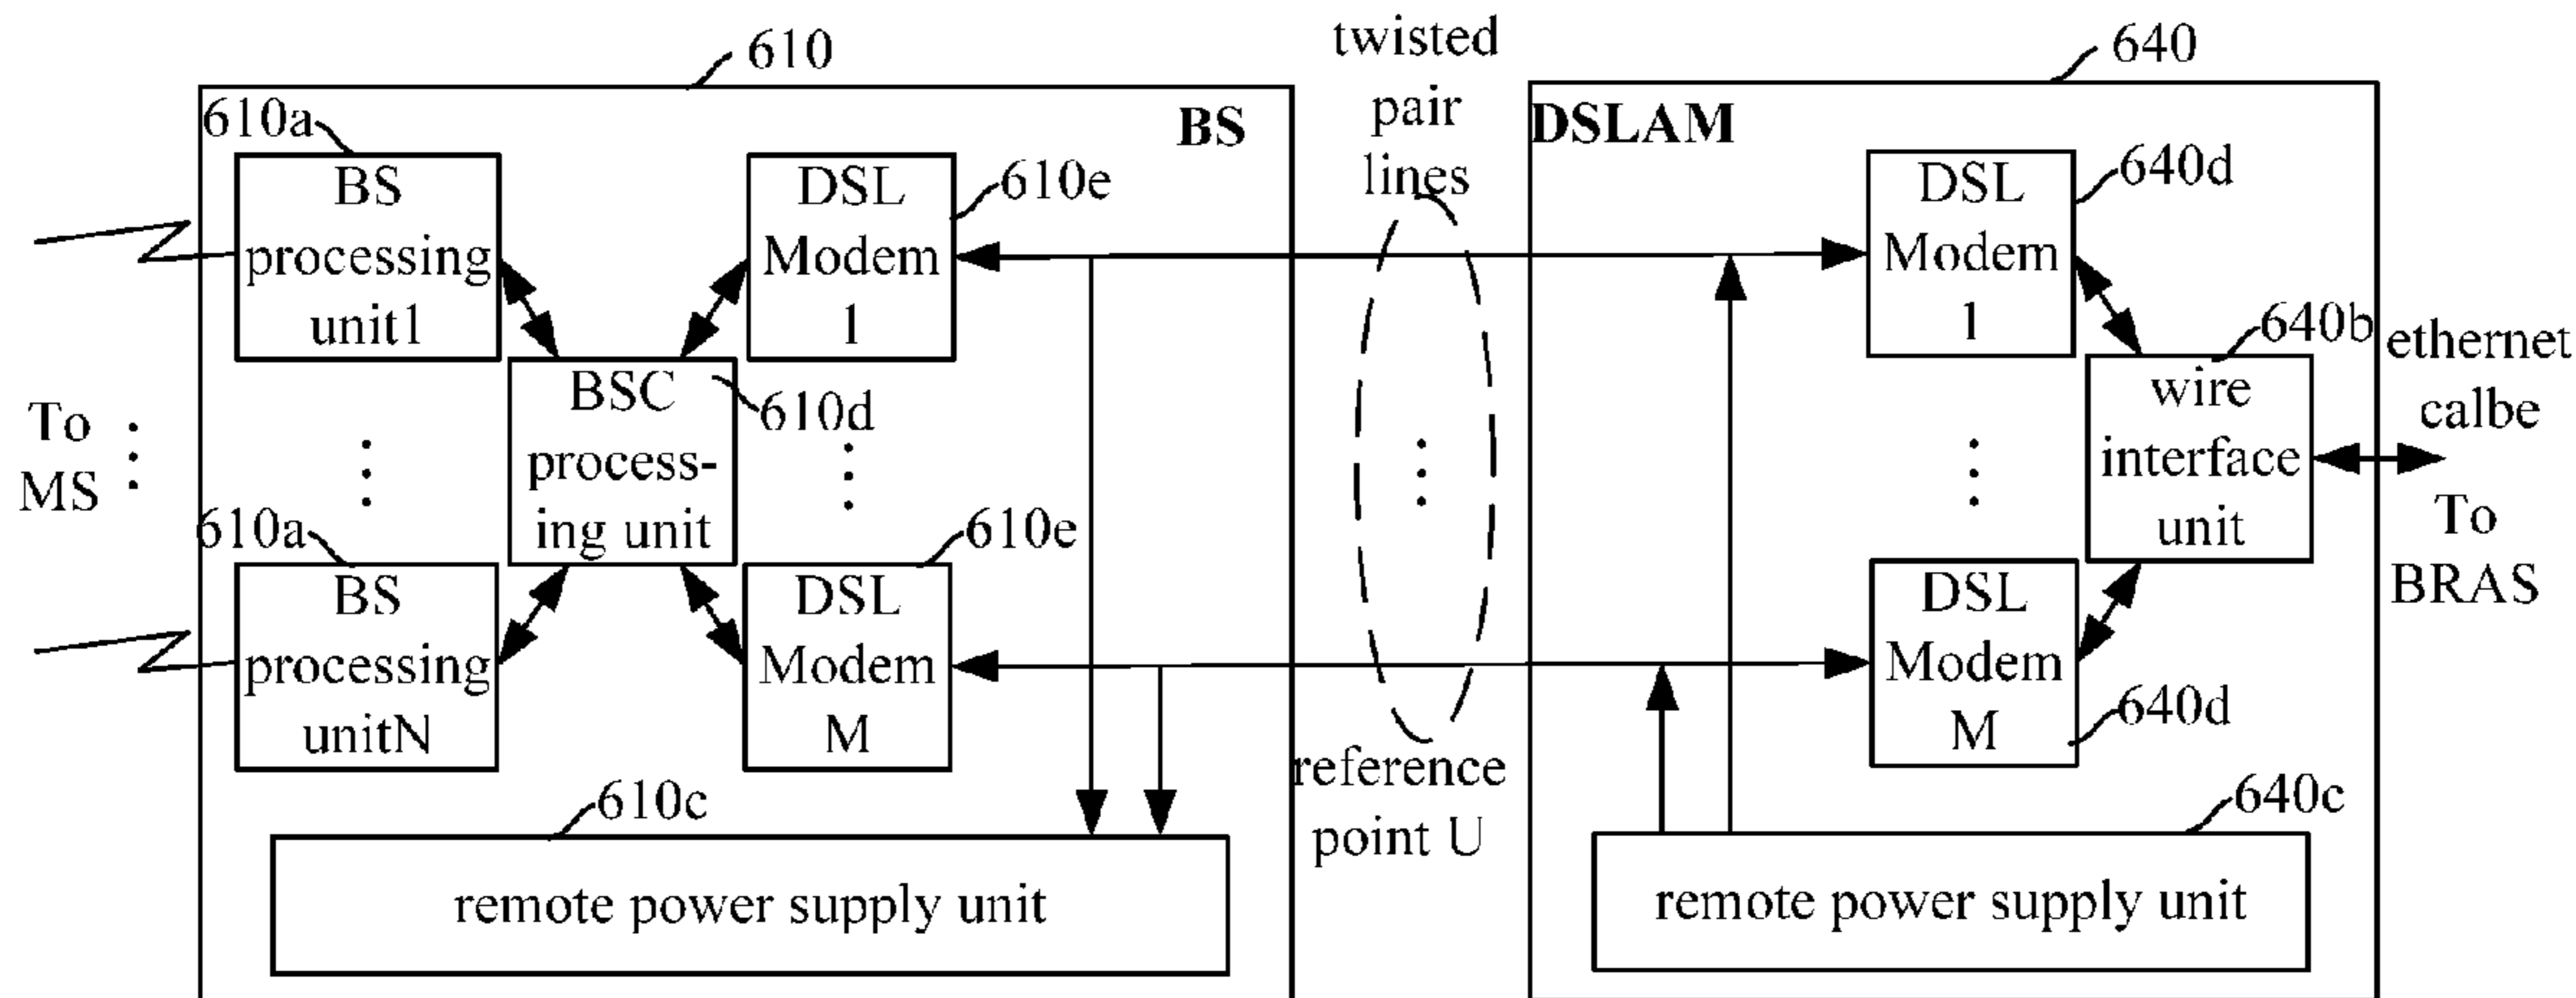 610
BS
610a
BS
processing
unit1
DSL
Modem
1
610e
BSC
process-
ing unit
610d
To
MS
610a
BS
processing
unitN
610e
DSL
Modem
M
610c
remote power supply unit
twisted
pair
lines
reference
point U
640
DSLAM
DSL
Modem
1
640d
640b
wire
interface
unit
ethernet
calbe
To
BRAS
DSL
Modem
M
640d
640c
remote power supply unit